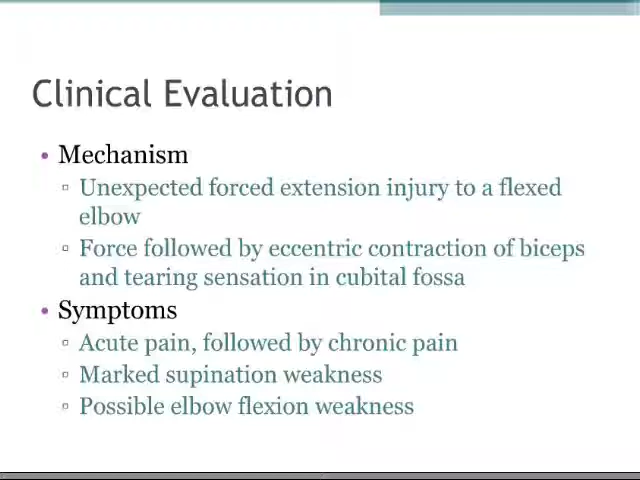 Clinical Evaluation
• Mechanism
▫ Unexpected forced extension injury to a flexed
elbow
▫ Force followed by eccentric contraction of biceps
and tearing sensation in cubital fossa
• Symptoms
▫ Acute pain, followed by chronic pain
▫ Marked supination weakness
▫ Possible elbow flexion weakness